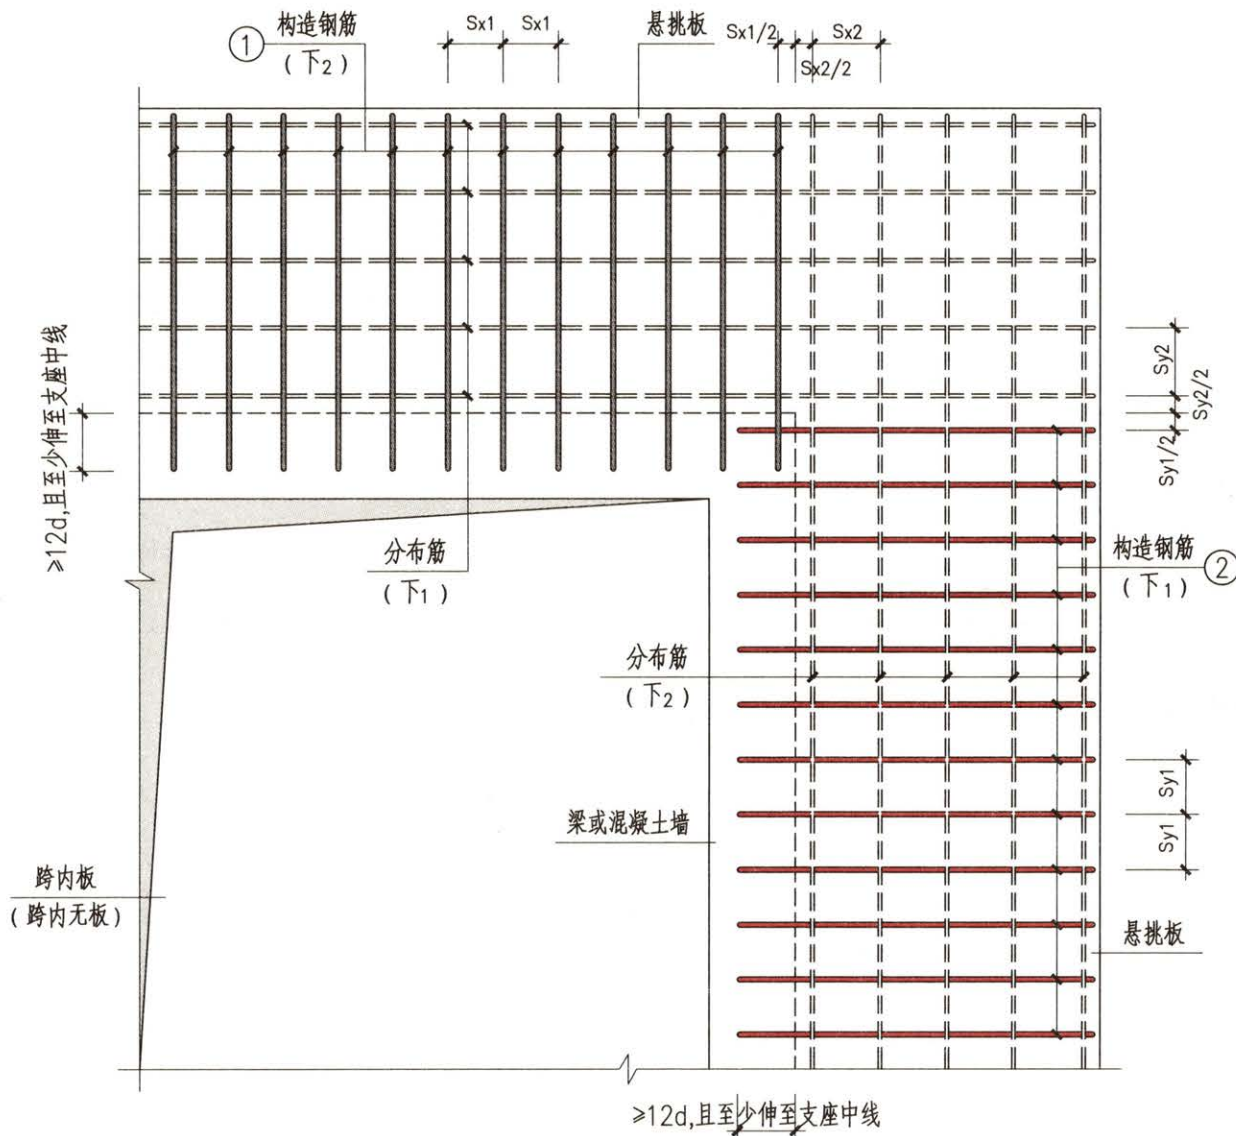 ①
构造钢筋
(下2)
Sx1
Sx1
悬挑板
Sx1/2
Sx2
Sx2/2
≥12d,且至少伸至支座中线
Sy2
Sy2/2
Sy1/2
分布筋
(下1)
构造钢筋
(下1)
②
分布筋
(下2)
Sy1
Sy1
梁或混凝土墙
跨内板
(跨内无板)
悬挑板
≥12d,且至少伸至支座中线